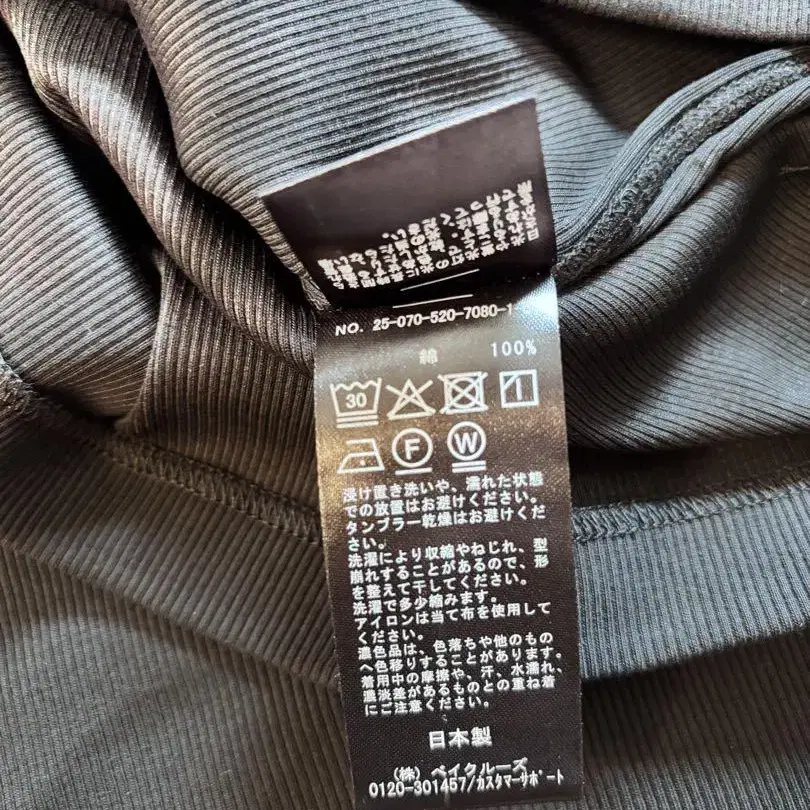 NO. 25-070-520-7080-1
綿 100%
30
F W
浸け置き洗いや、濡れた状態
での放置はお避けください。
タンブラー乾燥はお避けくだ
さい。
洗濯により収縮やねじれ、型
崩れすることがあるので、形
を整えて干してください。
洗濯で多少縮みます。
アイロンは当て布を使用して
ください。
濃色品は、色落ちや他のもの
へ色移りすることがあります。
着用中の摩擦や、汗、水濡れ、
濃淡差があるものとの重ね着
にご注意ください。
日本製
(株) ベイクルーズ
0120-301457/カスタマーサポート